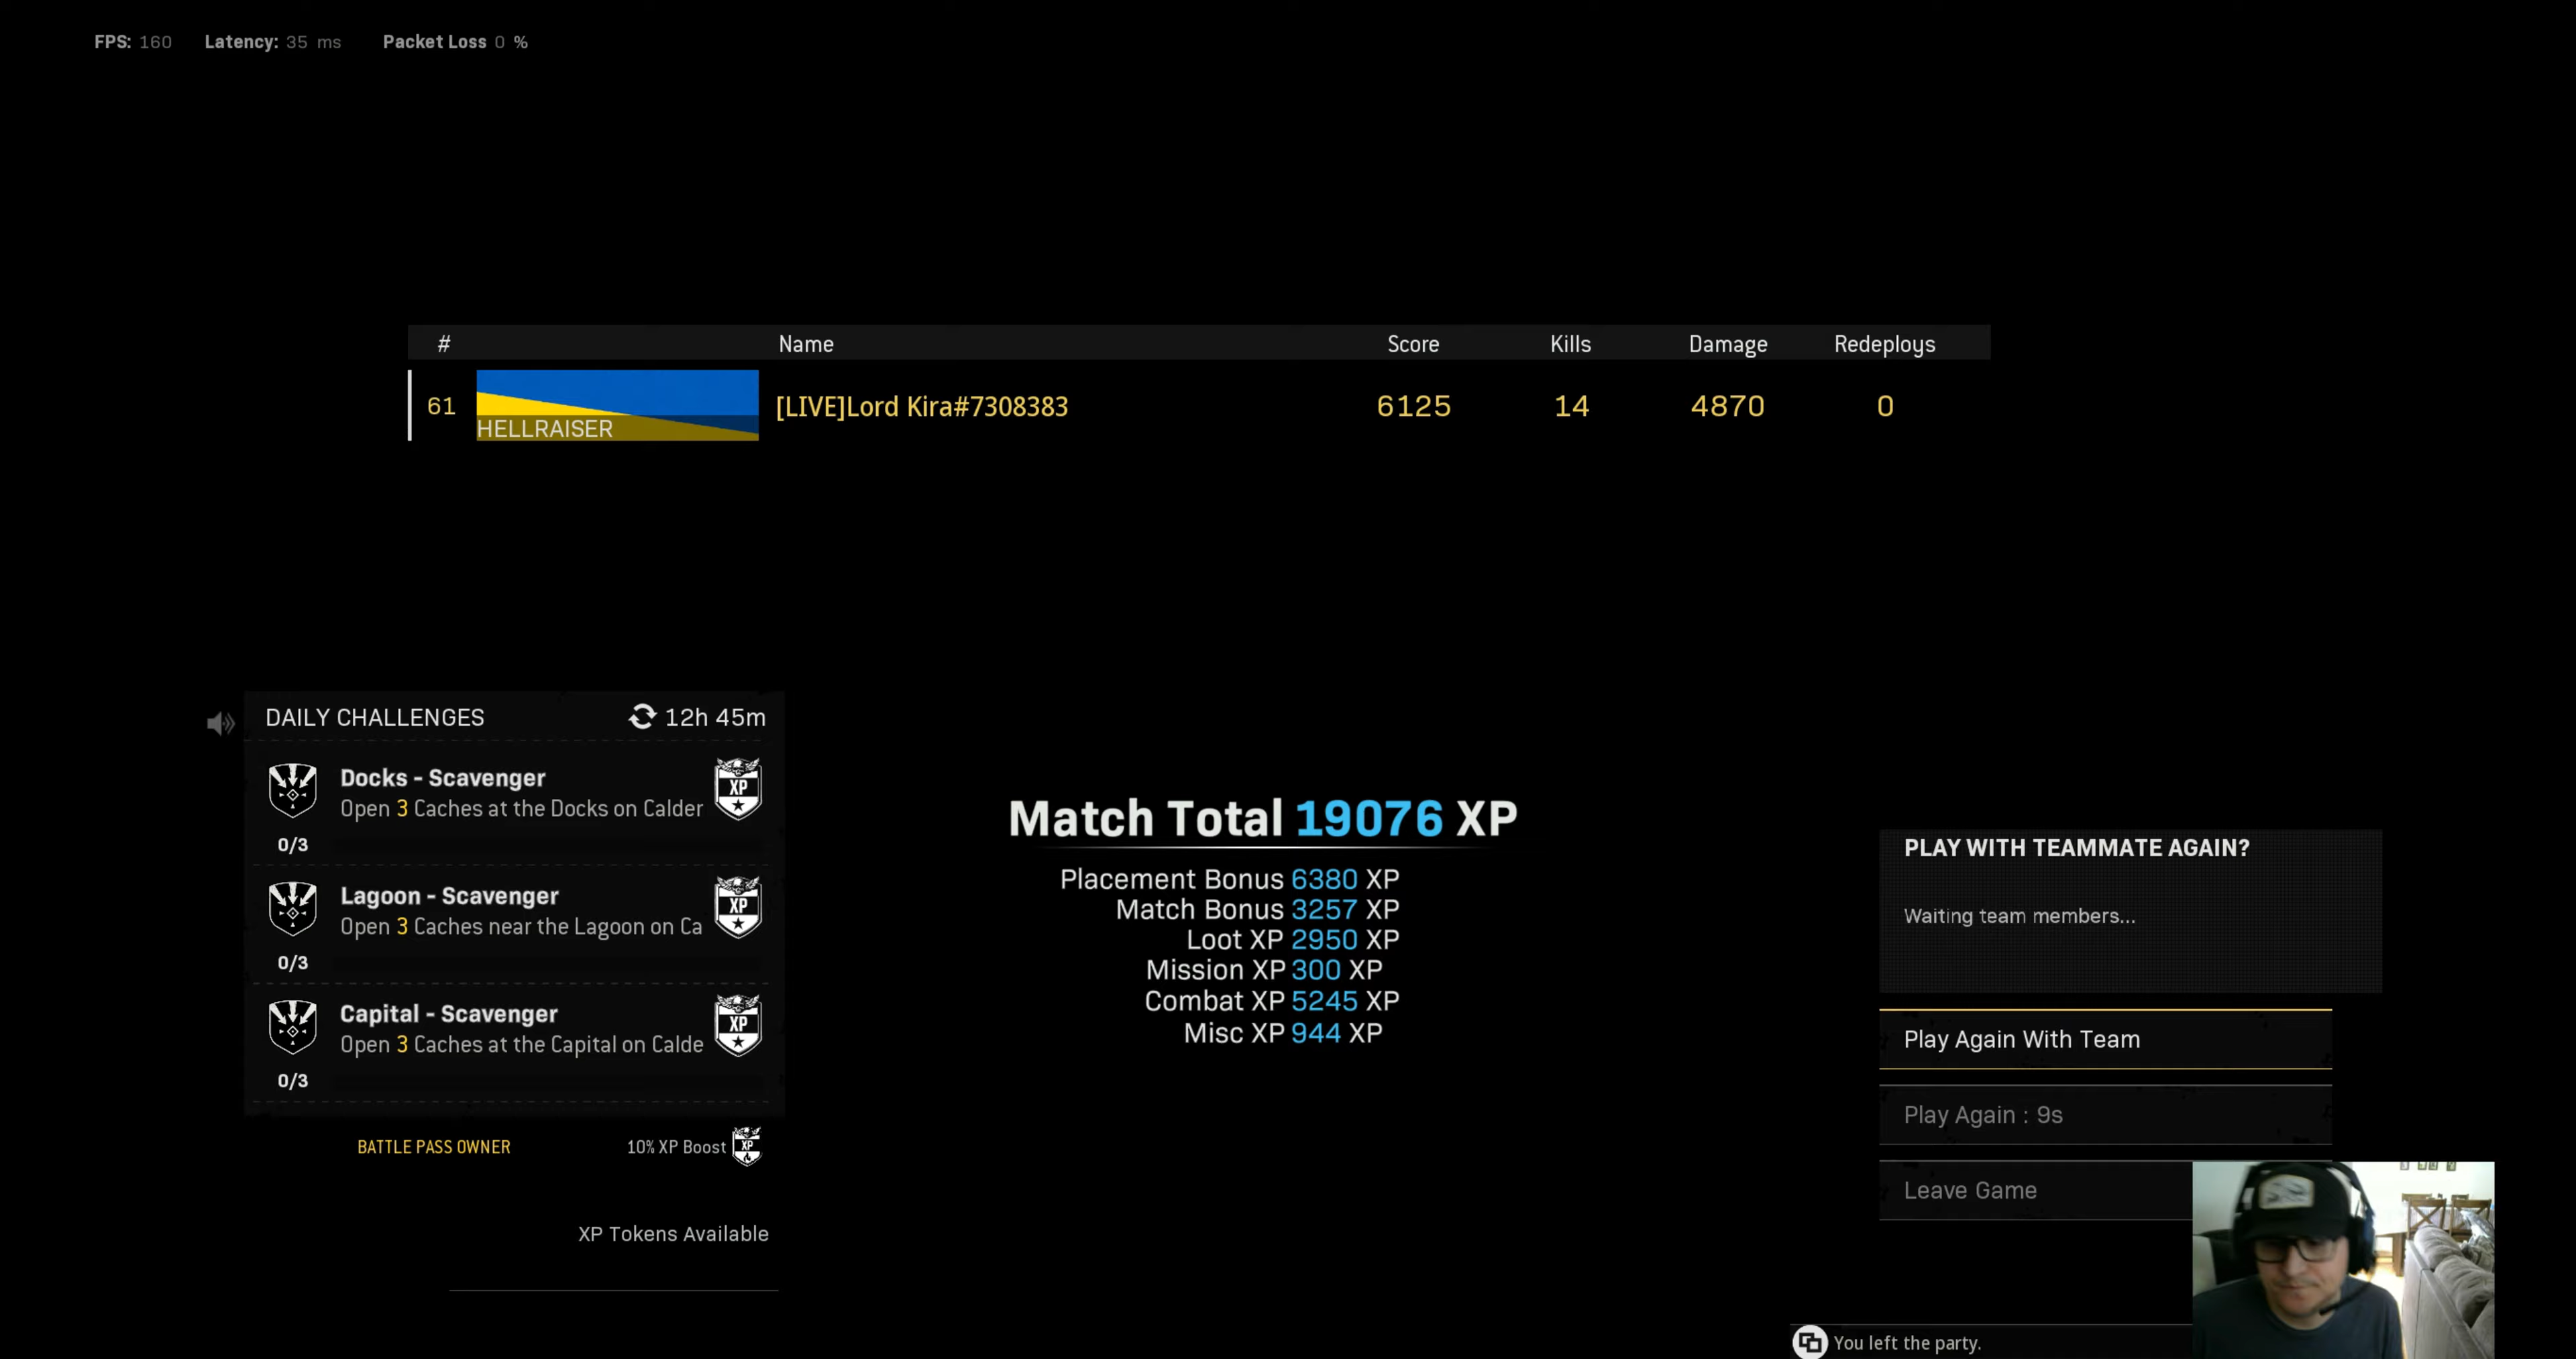 FPS: 160 Latency: 35 ms Packet Loss 0 %
# Name Score Kills Damage Redeploys
61 HELLRAISER [LIVE]Lord Kira#7308383 6125 14 4870 0
DAILY CHALLENGES 12h 45m
Docks - Scavenger
Open 3 Caches at the Docks on Calder
XP
0/3
Lagoon - Scavenger
Open 3 Caches near the Lagoon on Ca
XP
0/3
Capital - Scavenger
Open 3 Caches at the Capital on Calde
XP
0/3
BATTLE PASS OWNER 10% XP Boost XP
XP Tokens Available
Match Total 19076 XP
Placement Bonus 6380 XP
Match Bonus 3257 XP
Loot XP 2950 XP
Mission XP 300 XP
Combat XP 5245 XP
Misc XP 944 XP
PLAY WITH TEAMMATE AGAIN?
Waiting team members...
Play Again With Team
Play Again : 9s
Leave Game
You left the party.